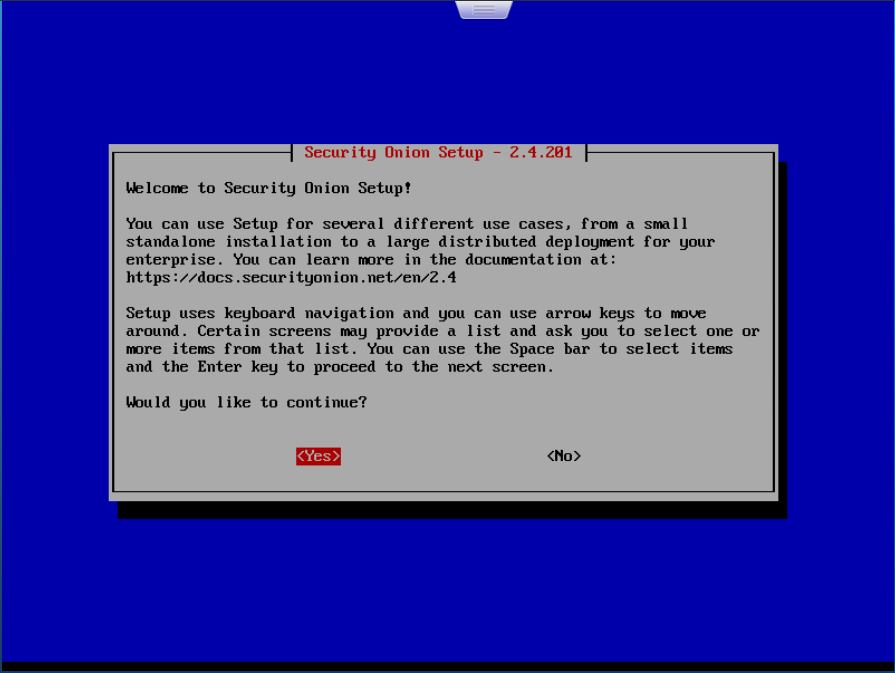 Security Onion Setup - 2.4.201
Welcome to Security Onion Setup!
You can use Setup for several different use cases, from a small
standalone installation to a large distributed deployment for your
enterprise. You can learn more in the documentation at:
https://docs.securityonion.net/en/2.4
Setup uses keyboard navigation and you can use arrow keys to move
around. Certain screens may provide a list and ask you to select one or
more items from that list. You can use the Space bar to select items
and the Enter key to proceed to the next screen.
Would you like to continue?
<Yes> <No>